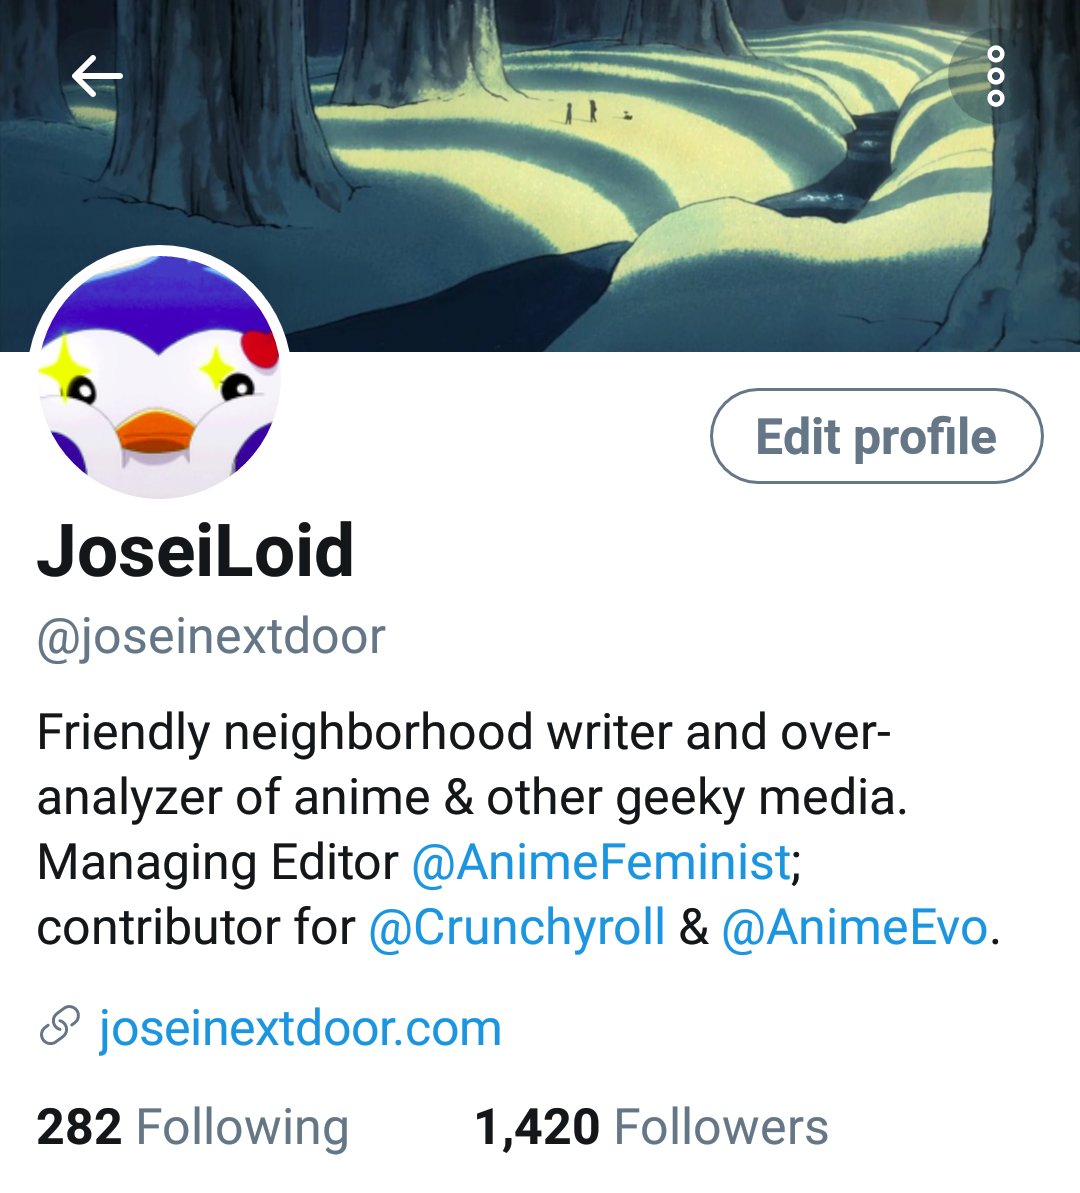 Edit profile
JoseiLoid
@joseinextdoor
Friendly neighborhood writer and over-
analyzer of anime & other geeky media.
Managing Editor @AnimeFeminist;
contributor for @Crunchyroll & @AnimeEvo.
joseinextdoor.com
282 Following 1,420 Followers